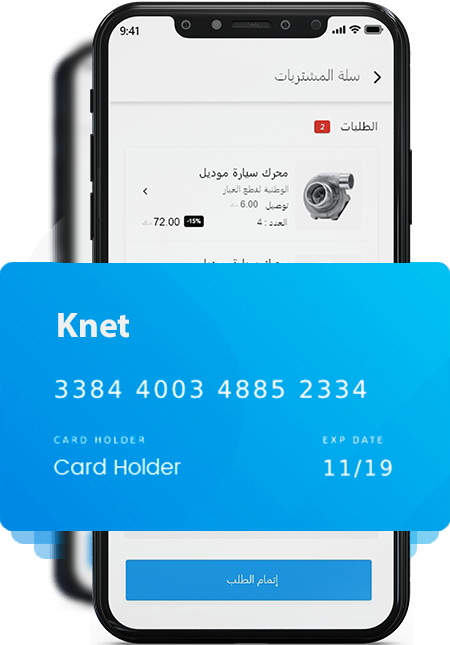 9:41
سلة المشتريات
الطلبات 2
محرك سيارة موديل
الوطنية لقطع الغيار
توصيل 6.00 د.ك
العدد : 4
-15% 72.00 د.ك
Knet
3384 4003 4885 2334
CARD HOLDER
EXP DATE
Card Holder
11/19
إتمام الطلب